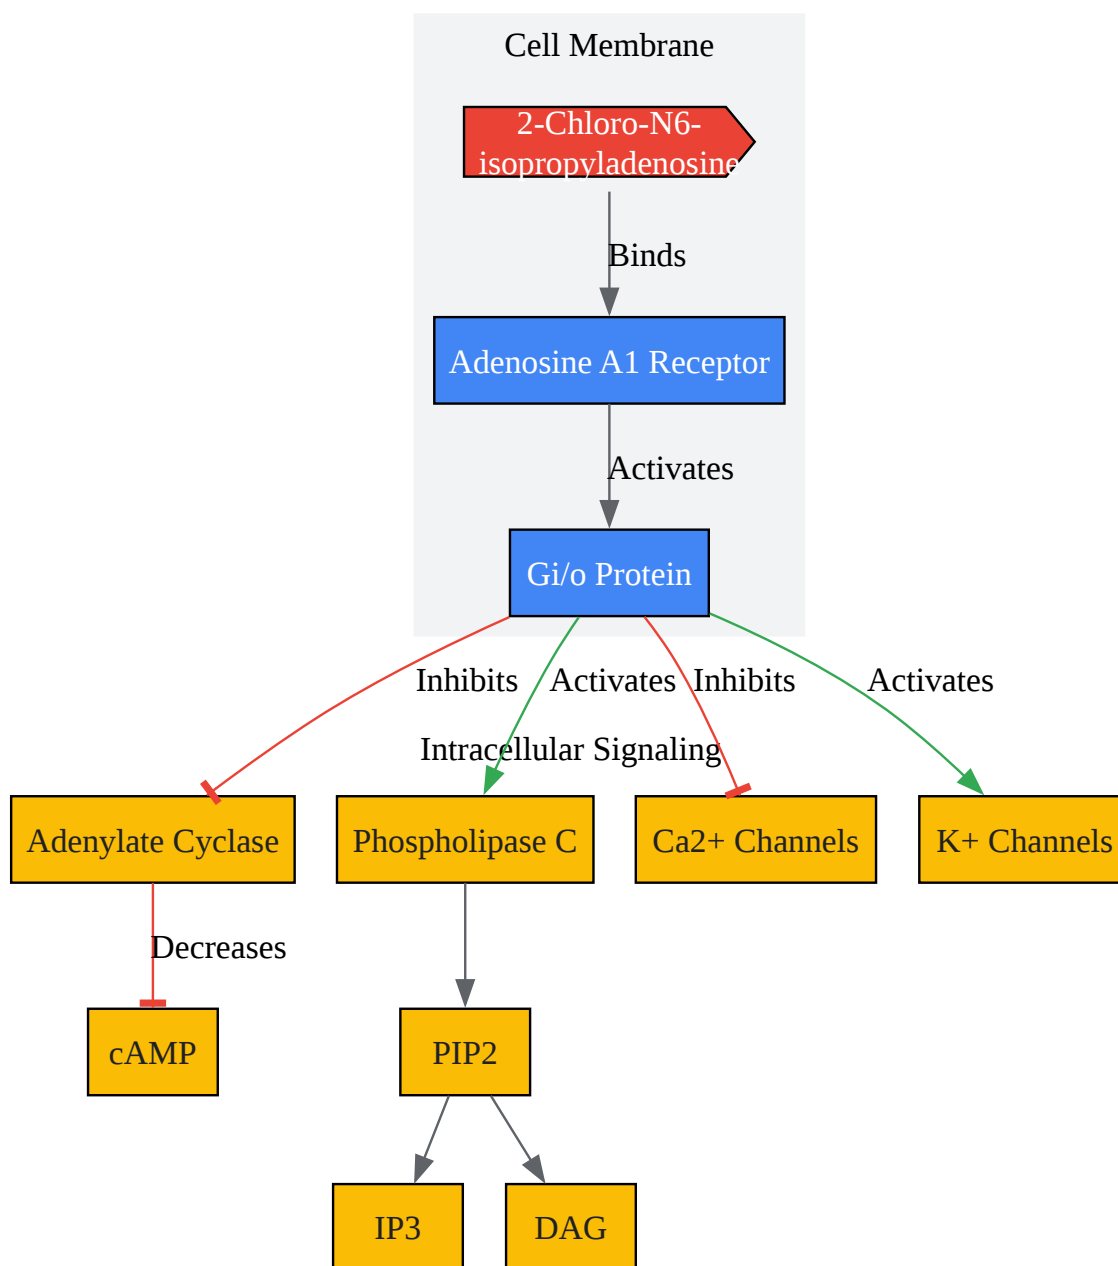 Cell Membrane
2-Chloro-N6-
isopropyladenosine
Binds
Adenosine A1 Receptor
Activates
Gi/o Protein
Inhibits
Activates
Inhibits
Activates
Intracellular Signaling
Adenylate Cyclase
Phospholipase C
Ca2+ Channels
K+ Channels
Decreases
cAMP
PIP2
IP3
DAG